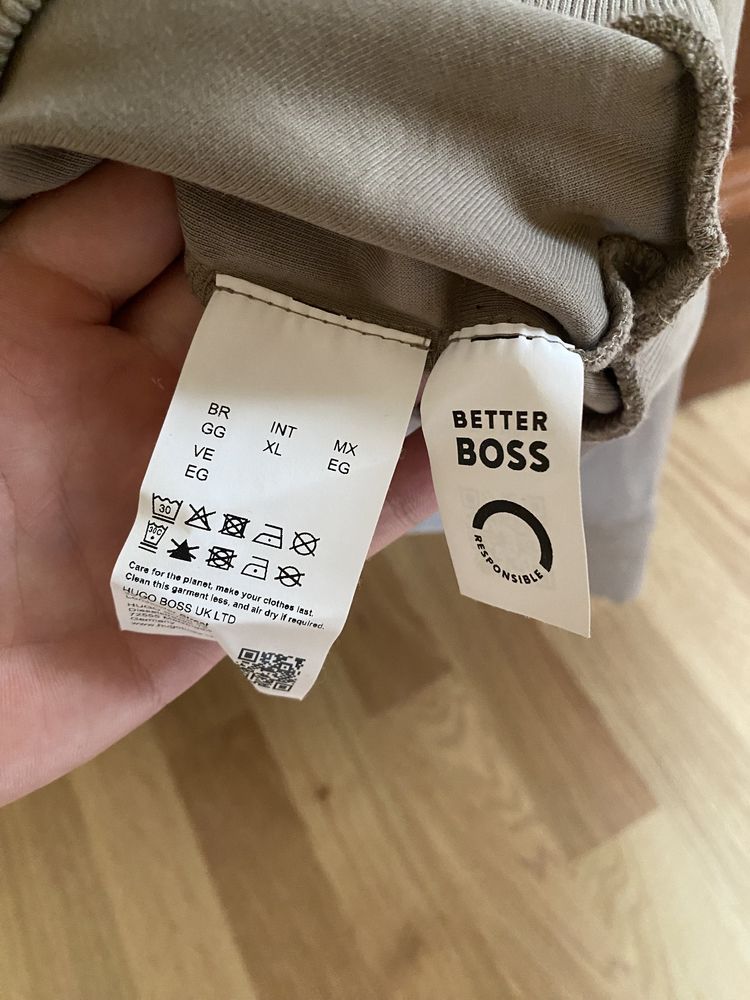 BR
GG
VE
EG
INT
XL
MX
EG
30
30C
Care for the planet, make your clothes last.
Clean this garment less, and air dry if required.
HUGO BOSS UK LTD
BETTER
BOSS
RESPONSIBLE